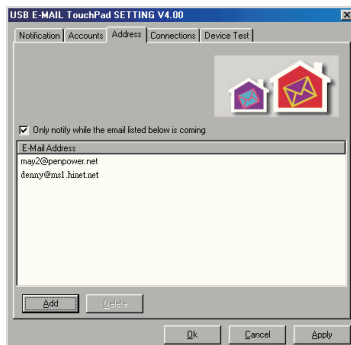 USB E-MAIL TouchPad SETTING V4.00
Notification Accounts Address Connections Device Test
Only notify while the email listed below is coming
E-Mail Address
may2@penpower.net
denny@ms1.hinet.net
Add Delete
Ok Cancel Apply